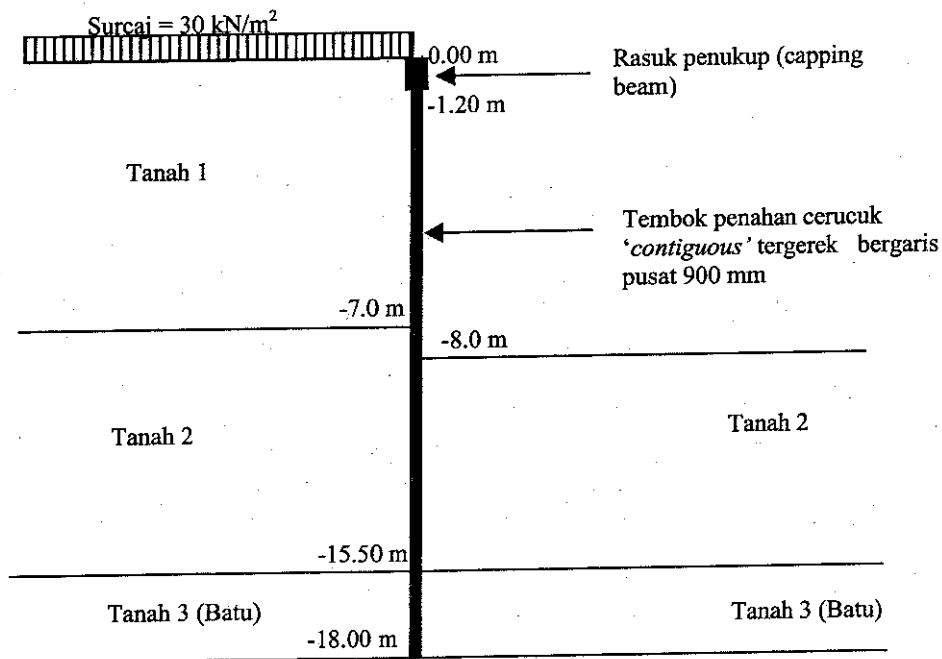 Surcaj = 30 kN/m²
0.00 m
Rasuk penukup (capping
beam)
-1.20 m
Tanah 1
Tembok penahan cerucuk
‘contiguous’ tergerek bergaris
pusat 900 mm
-7.0 m
-8.0 m
Tanah 2
Tanah 2
-15.50 m
Tanah 3 (Batu)
Tanah 3 (Batu)
-18.00 m